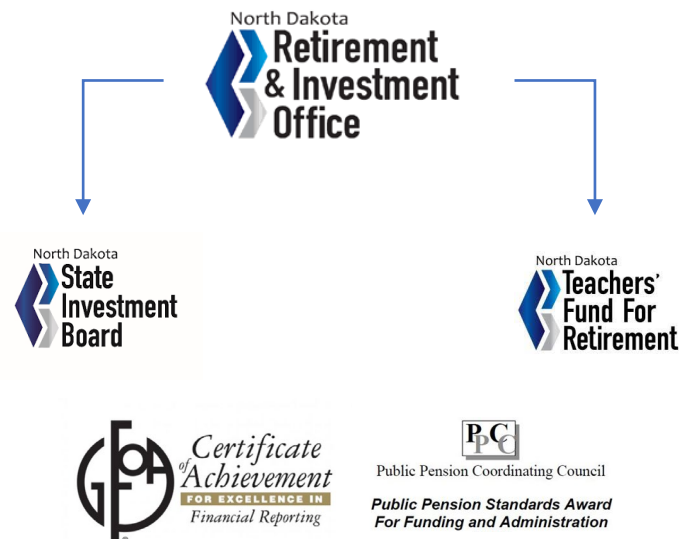 North Dakota
Retirement
& Investment
Office
North Dakota
State
Investment
Board
North Dakota
Teachers'
Fund For
Retirement
GFOA
®
Certificate
of Achievement
FOR EXCELLENCE IN
Financial Reporting
PPCC
Public Pension Coordinating Council
Public Pension Standards Award
For Funding and Administration